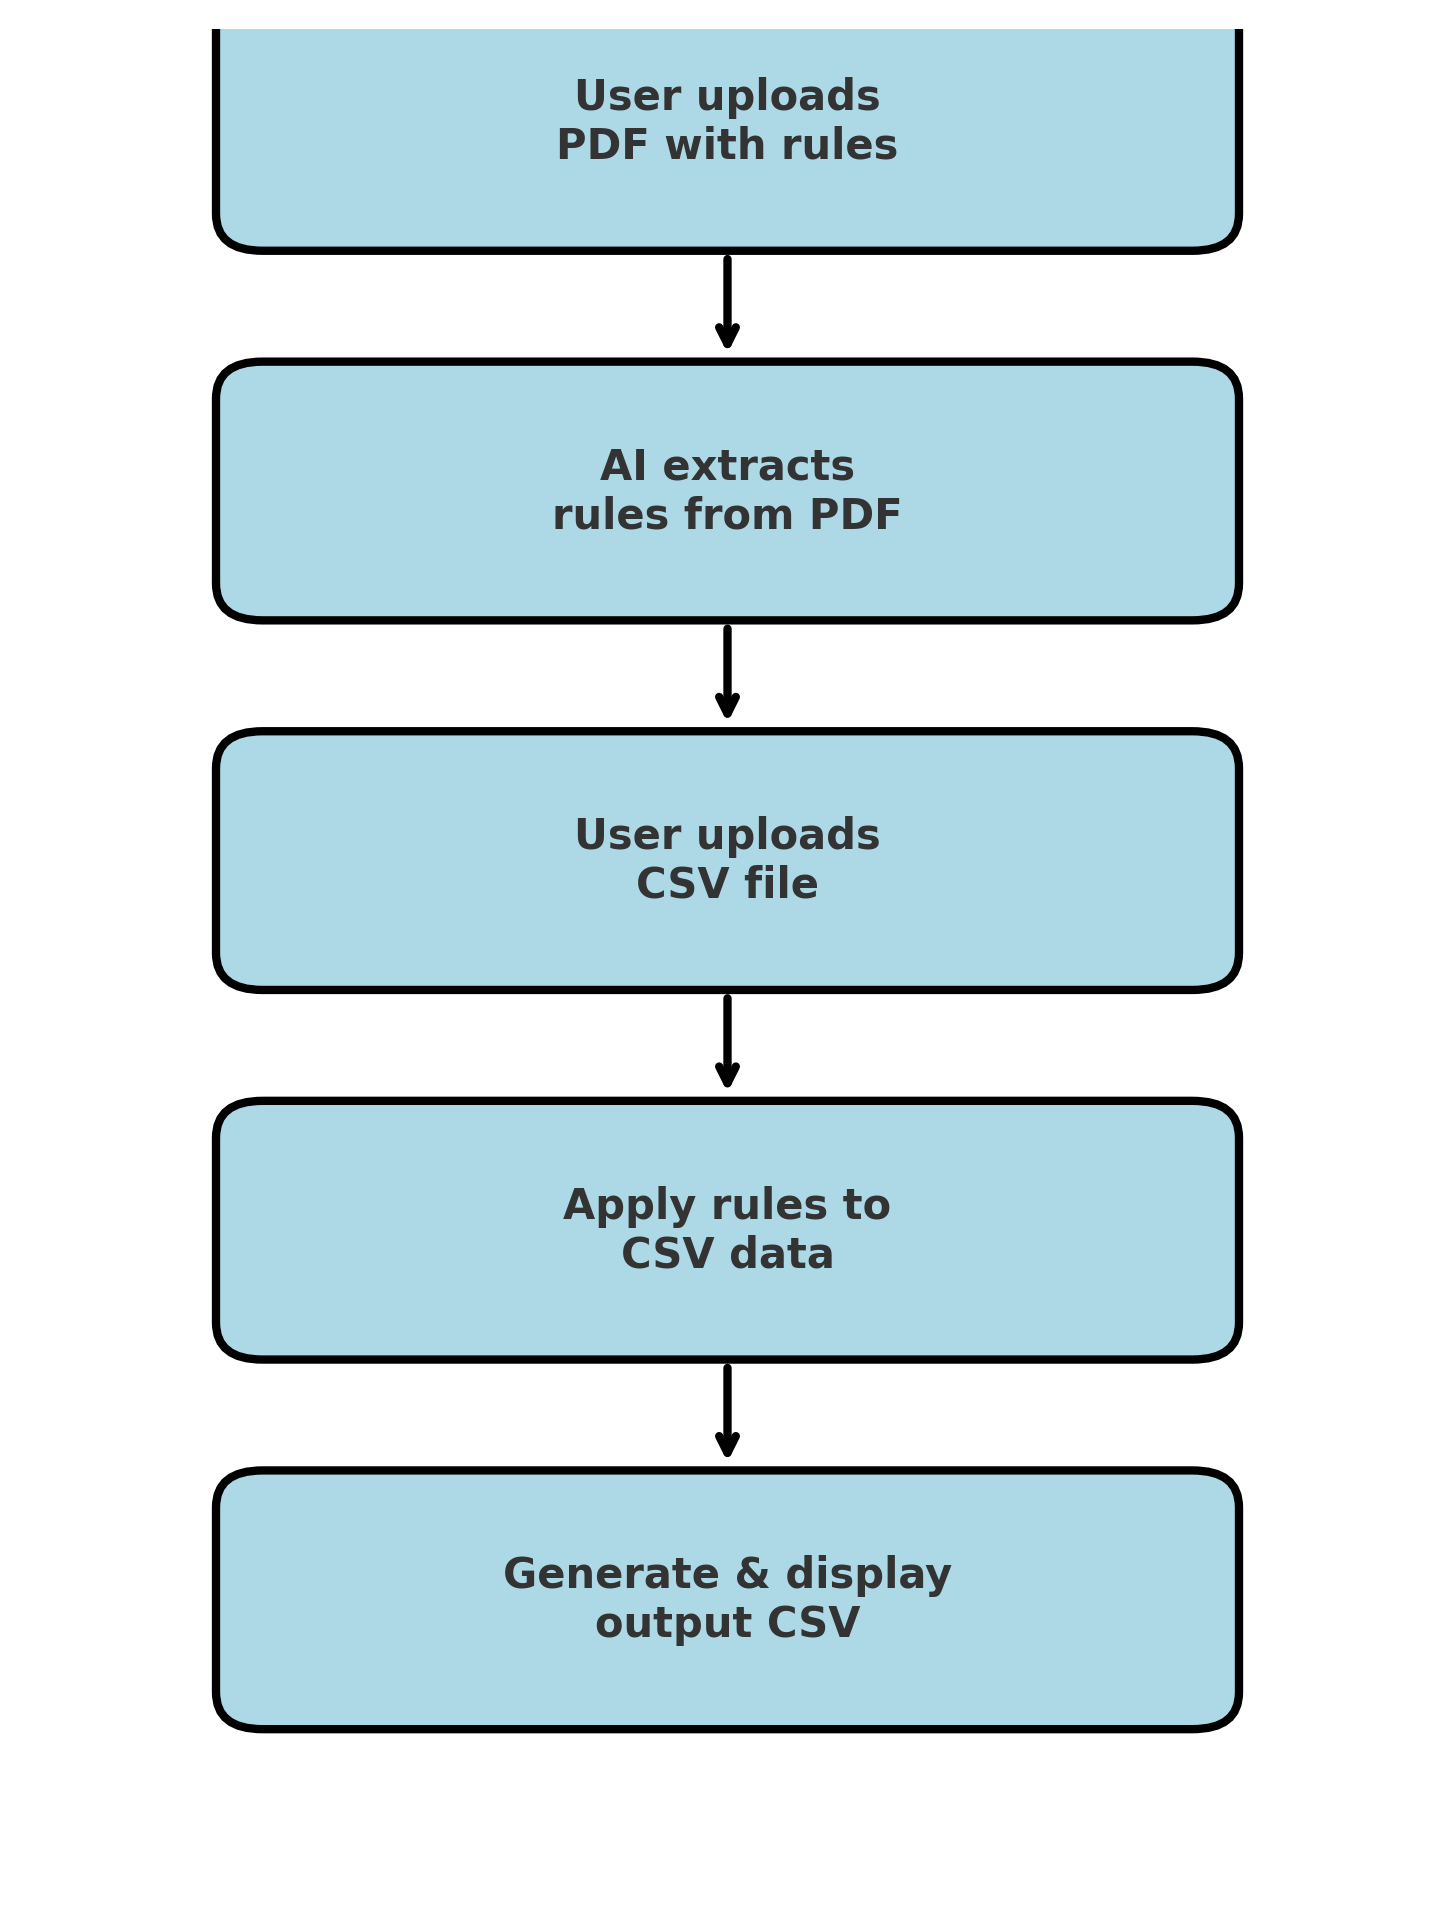 User uploads
PDF with rules
AI extracts
rules from PDF
User uploads
CSV file
Apply rules to
CSV data
Generate & display
output CSV